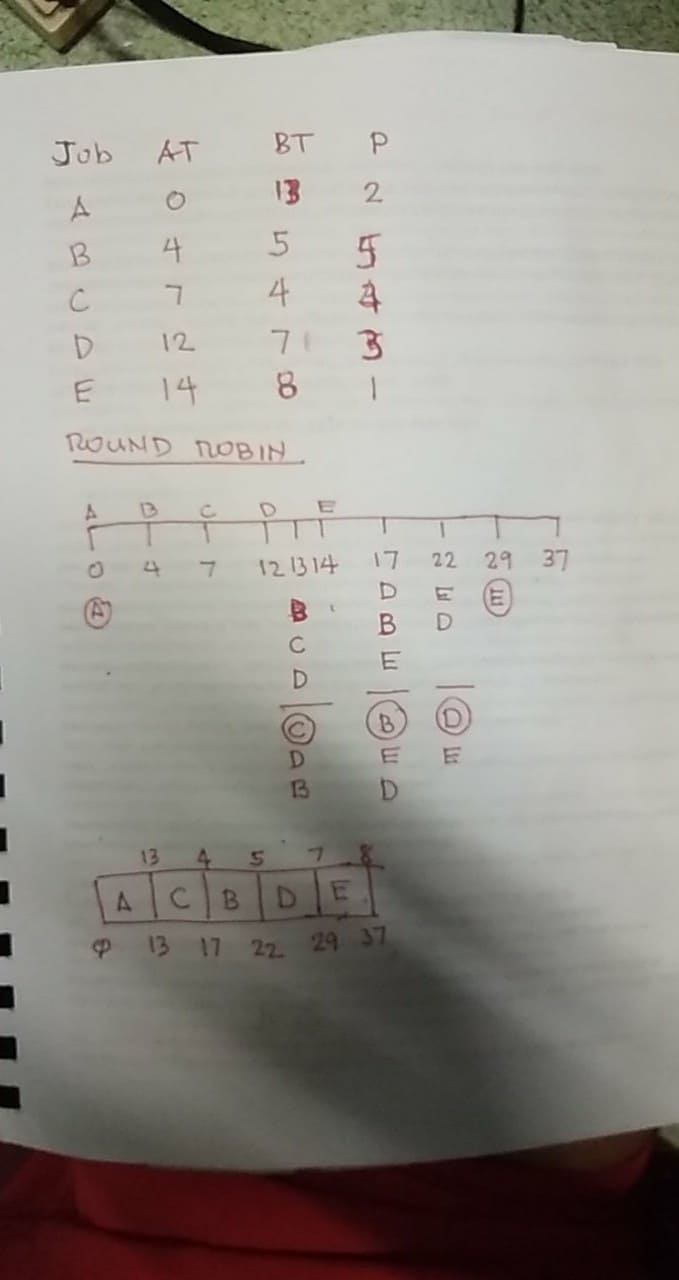 Job AT BT P
A 0 13 2
B 4 5 5
C 7 4 4
D 12 7 3
E 14 8 1
ROUND ROBIN
A B C D E
0 4 7 12 13 14 17 22 29 37
A B D E E
C B D
D E
C B D
D E E
B D
13 4 5 7 8
A C B D E
0 13 17 22 29 37